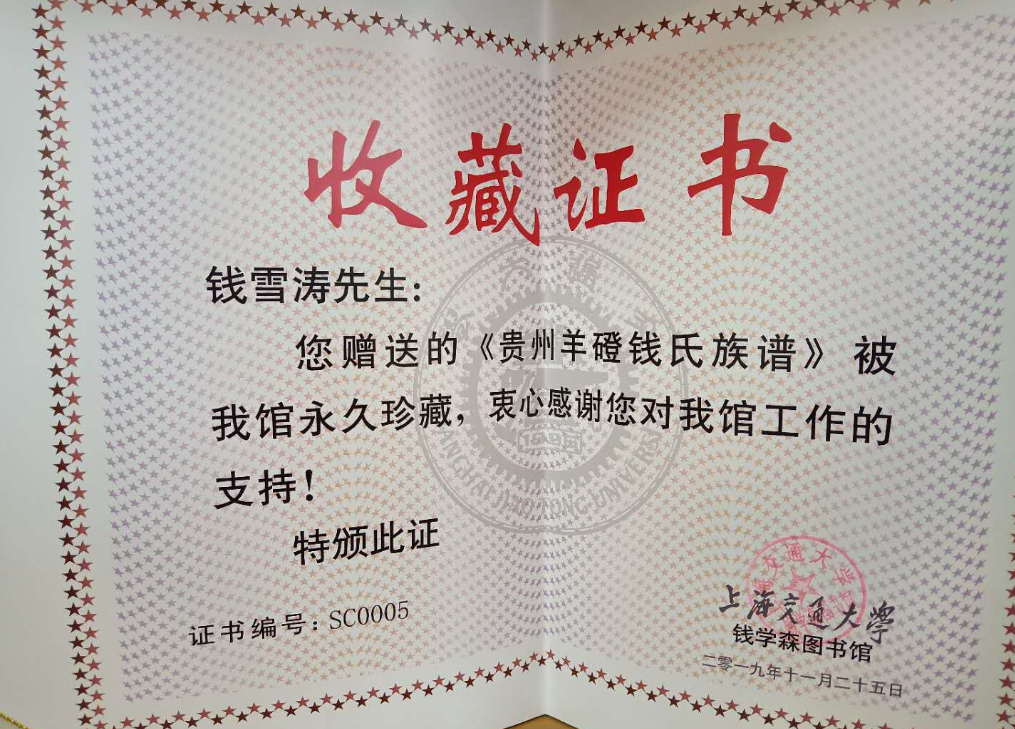 收藏证书
钱雪涛先生:
您赠送的《贵州羊磴钱氏族谱》被
我馆永久珍藏,衷心感谢您对我馆工作的
支持!
特颁此证
证书编号: SC0005
上海交通大學
钱学森图书馆
二零一九年十一月二十五日